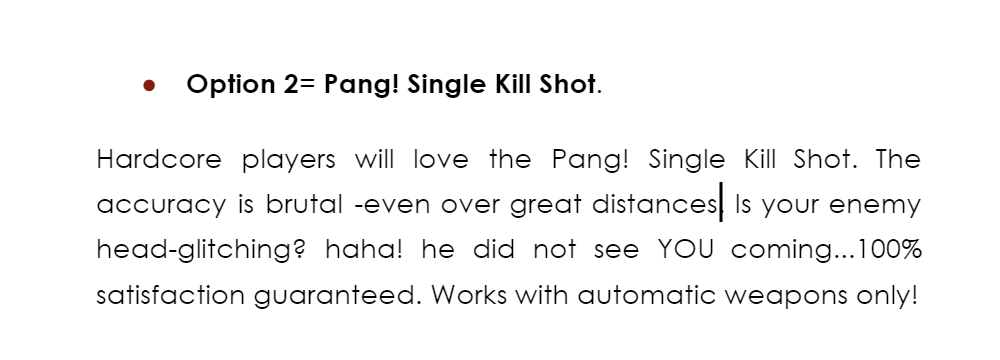 • Option 2= Pang! Single Kill Shot.
Hardcore players will love the Pang! Single Kill Shot. The
accuracy is brutal -even over great distances. Is your enemy
head-glitching? haha! he did not see YOU coming...100%
satisfaction guaranteed. Works with automatic weapons only!